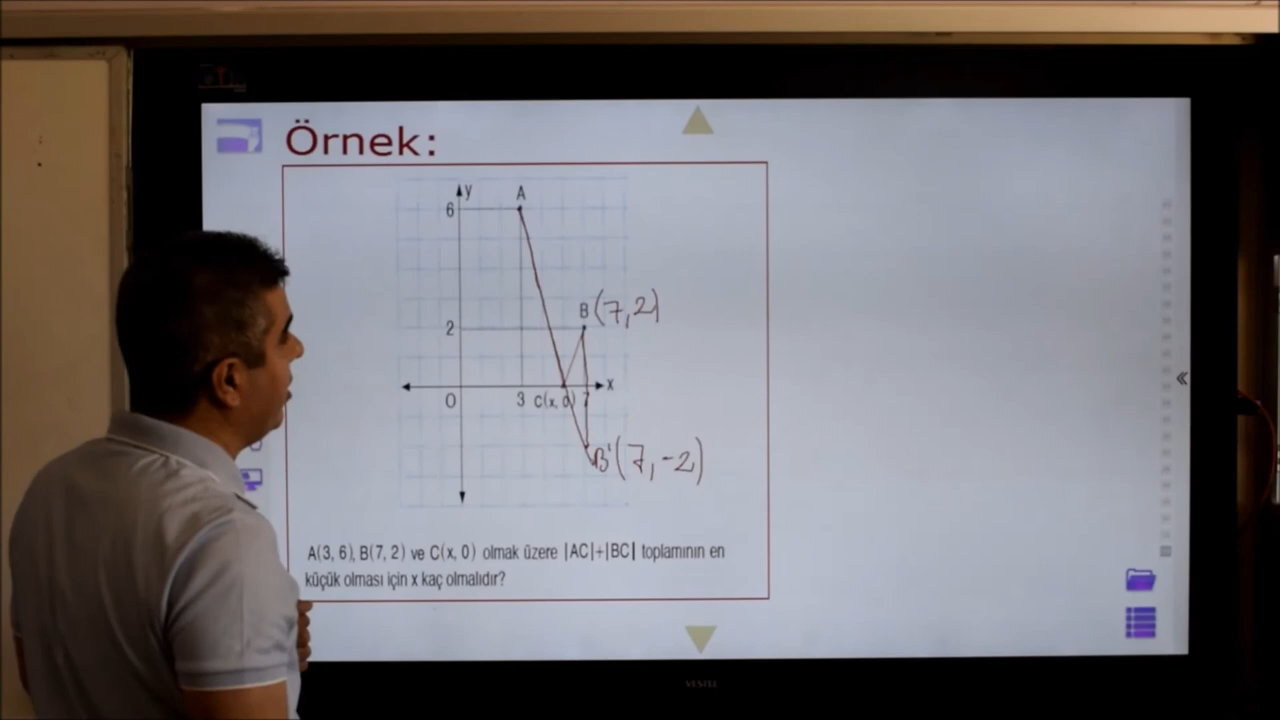 Örnek:
y
A
6
B(7,2)
2
x
0
3
C(x, 0)
7
B'(7,-2)
A(3, 6), B(7, 2) ve C(x, 0) olmak üzere |AC|+|BC| toplamının en
küçük olması için x kaç olmalıdır?
VESTEL